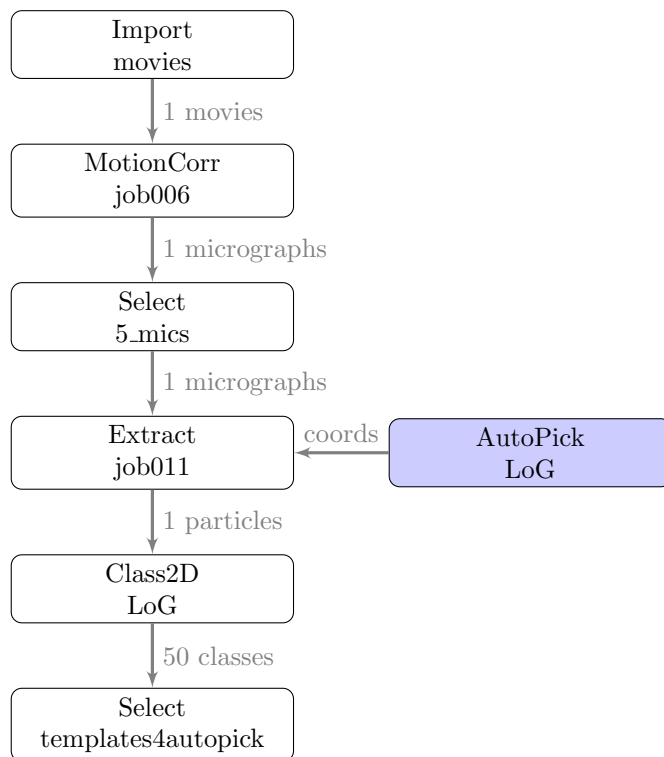 Import
movies
1 movies
MotionCorr
job006
1 micrographs
Select
5_mics
1 micrographs
Extract
job011
coords
AutoPick
LoG
1 particles
Class2D
LoG
50 classes
Select
templates4autopick